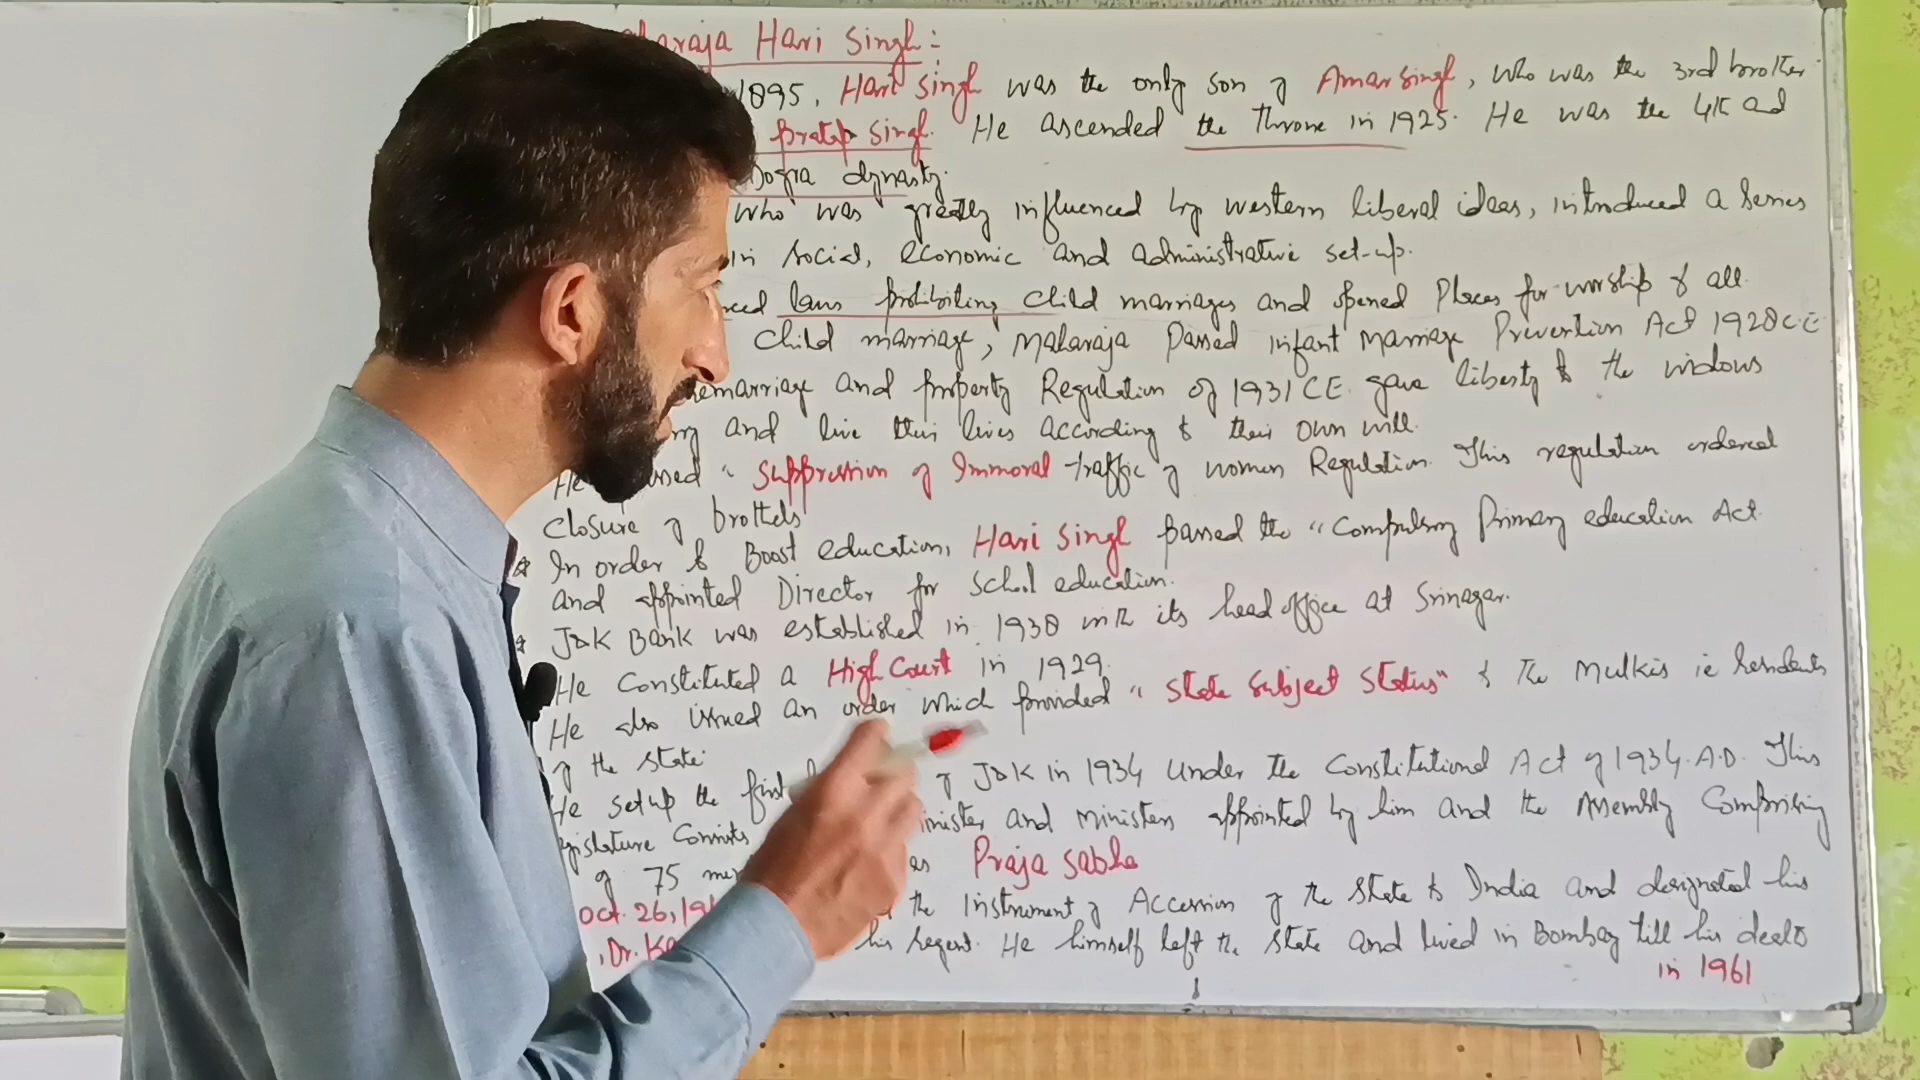 Maharaja Hari Singh:
1895. Hari Singh was the only son of Amar Singh, who was the 3rd brother
Pratap Singh. He ascended the Throne in 1925. He was the 4th and
Dogra dynasty.
who was greatly influenced by western liberal ideas, introduced a series
in social, economic and administrative set-up.
laws prohibiting child marriages and opened Places for worship of all.
Child marriage, Maharaja Passed infant Marriage Prevention Act 1928 CE
remarriage and property Regulation of 1931 CE gave liberty to the widows
and live their lives according to their own will.
He "Suppression of Immoral traffic of women Regulation. This regulation ordered
closure of brothels
In order to Boost education, Hari Singh passed the "Compulsory Primary education Act
and appointed Director for School education.
J&K Bank was established in 1938 with its head office at Srinagar.
He Constituted a High Court in 1929.
He also issued an order which provided "State Subject Status" to the Mulkis ie residents
of the state.
He setup the first of J&K in 1934 under the Constitutional Act of 1934 A.D. This
Consists and ministers appointed by him and the Assembly Comprising
of 75 as Praja Sabha
Oct. 26, the Instrument of Accession of the State to India and designated his
, Dr. his regent. He himself left the state and lived in Bombay till his death
in 1961